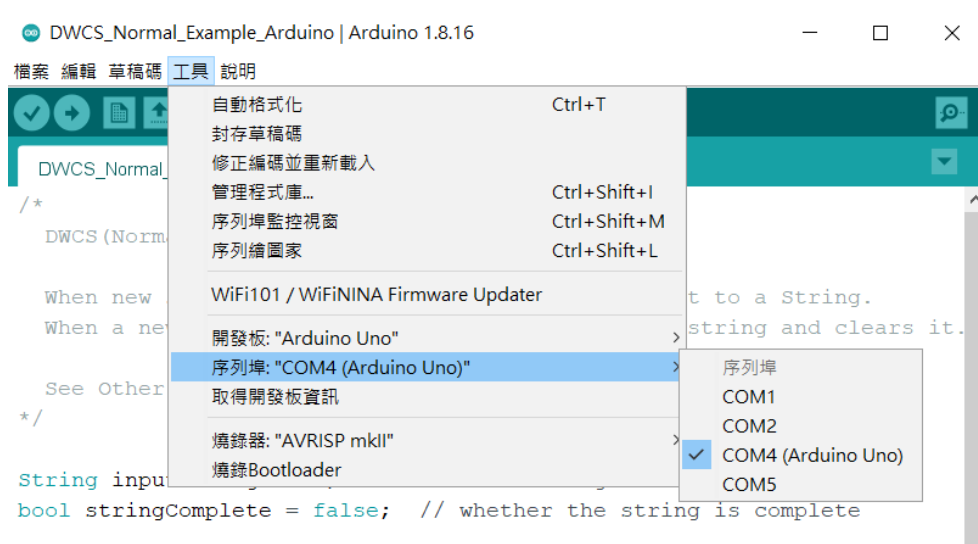 DWCS_Normal_Example_Arduino | Arduino 1.8.16
檔案 編輯 草稿碼 工具 說明
自動格式化 Ctrl+T
封存草稿碼
修正編碼並重新載入
管理程式庫... Ctrl+Shift+I
序列埠監控視窗 Ctrl+Shift+M
序列繪圖家 Ctrl+Shift+L
WiFi101 / WiFiNINA Firmware Updater
開發板: "Arduino Uno"
序列埠: "COM4 (Arduino Uno)"
取得開發板資訊
燒錄器: "AVRISP mkII"
燒錄Bootloader
序列埠
COM1
COM2
COM4 (Arduino Uno)
COM5
DWCS_Normal_
/*
DWCS(Norm
When new t to a String.
When a ne string and clears it.
See Other
*/
String inpu
bool stringComplete = false; // whether the string is complete